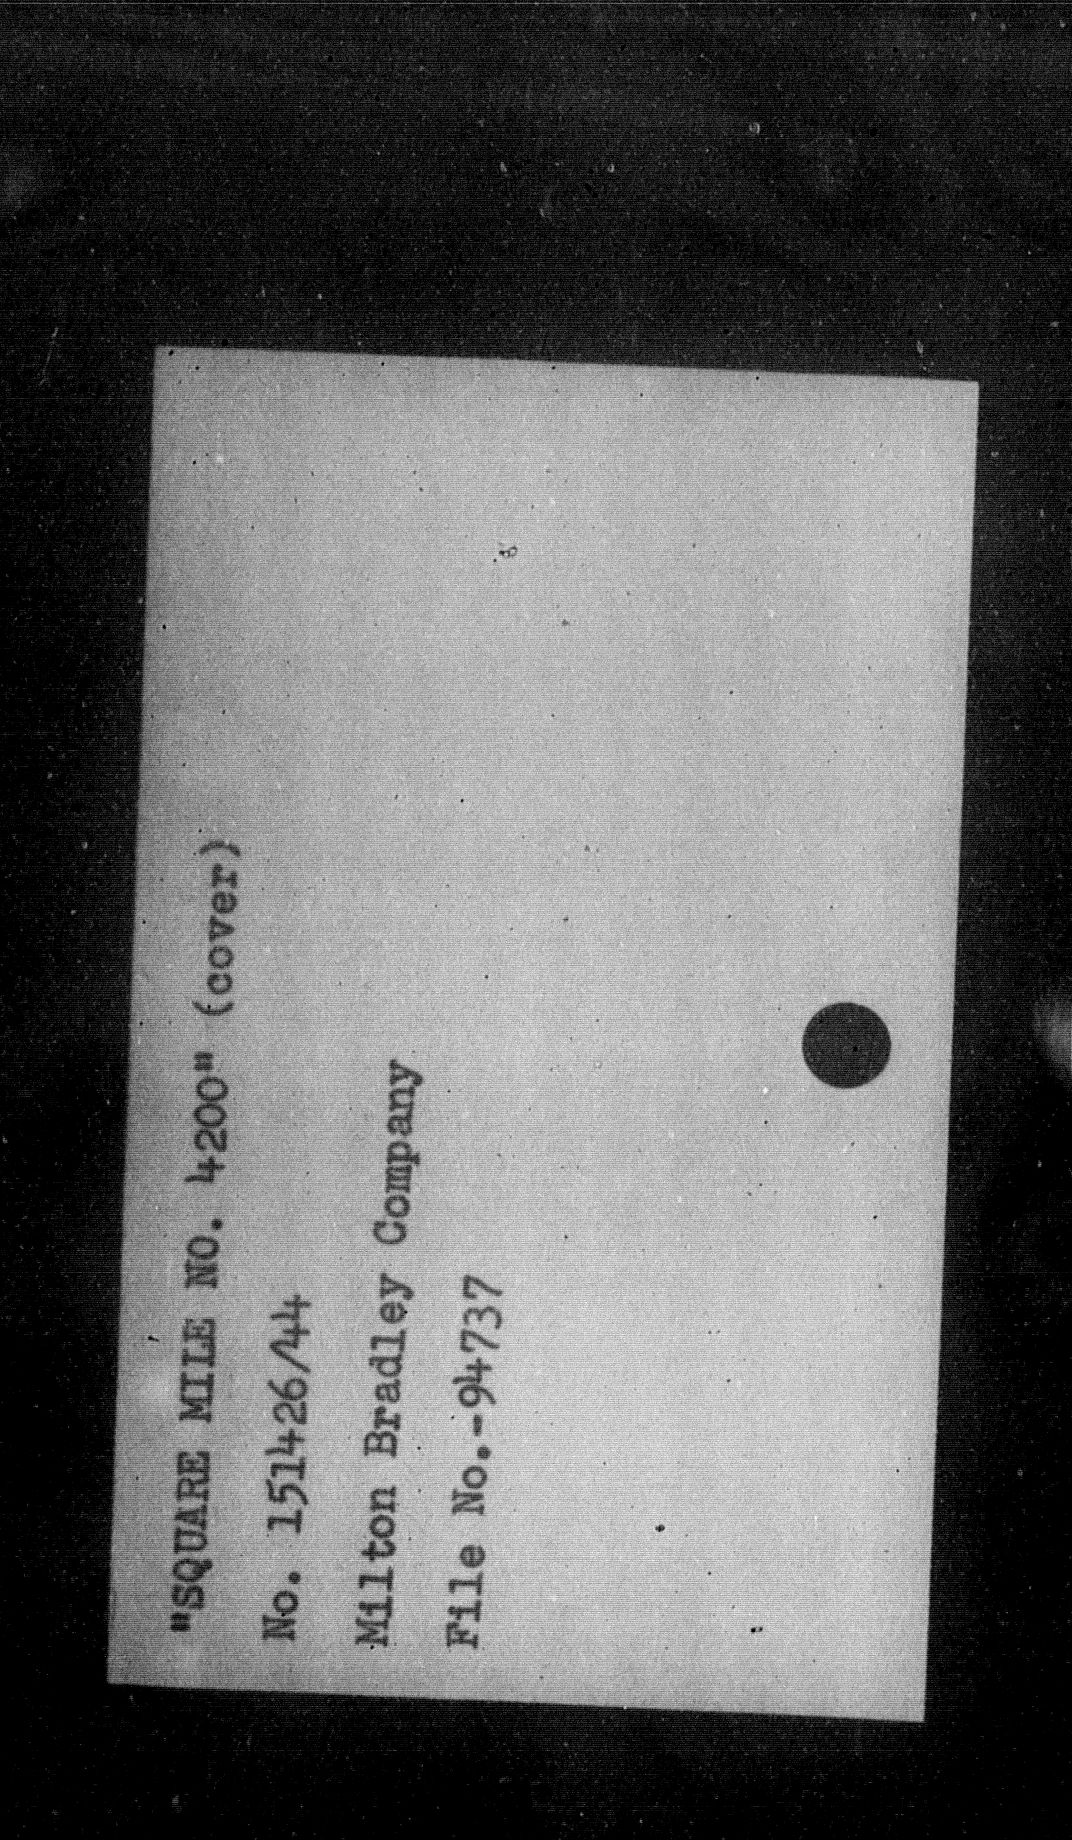 "SQUARE MILE NO. 4200" (cover)
No. 151426/44
Milton Bradley Company
File No.-94737